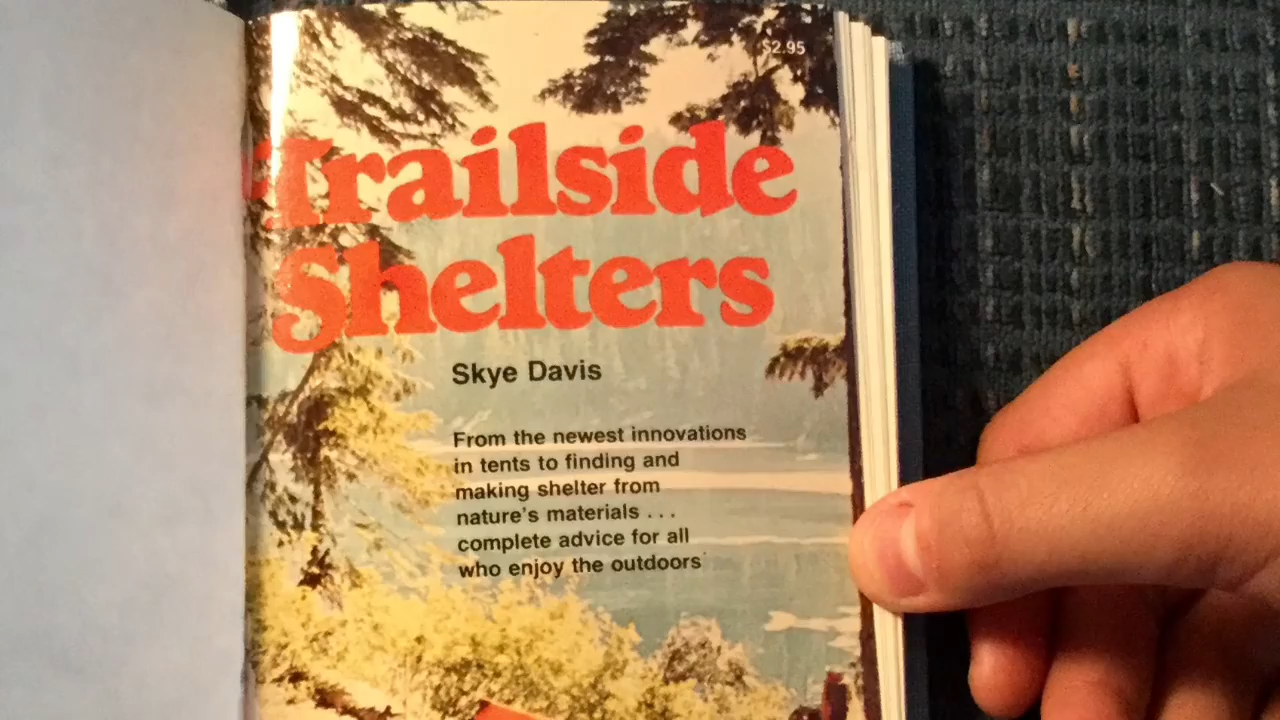 $2.95
Trailside
Shelters
Skye Davis
From the newest innovations
in tents to finding and
making shelter from
nature's materials . . .
complete advice for all
who enjoy the outdoors